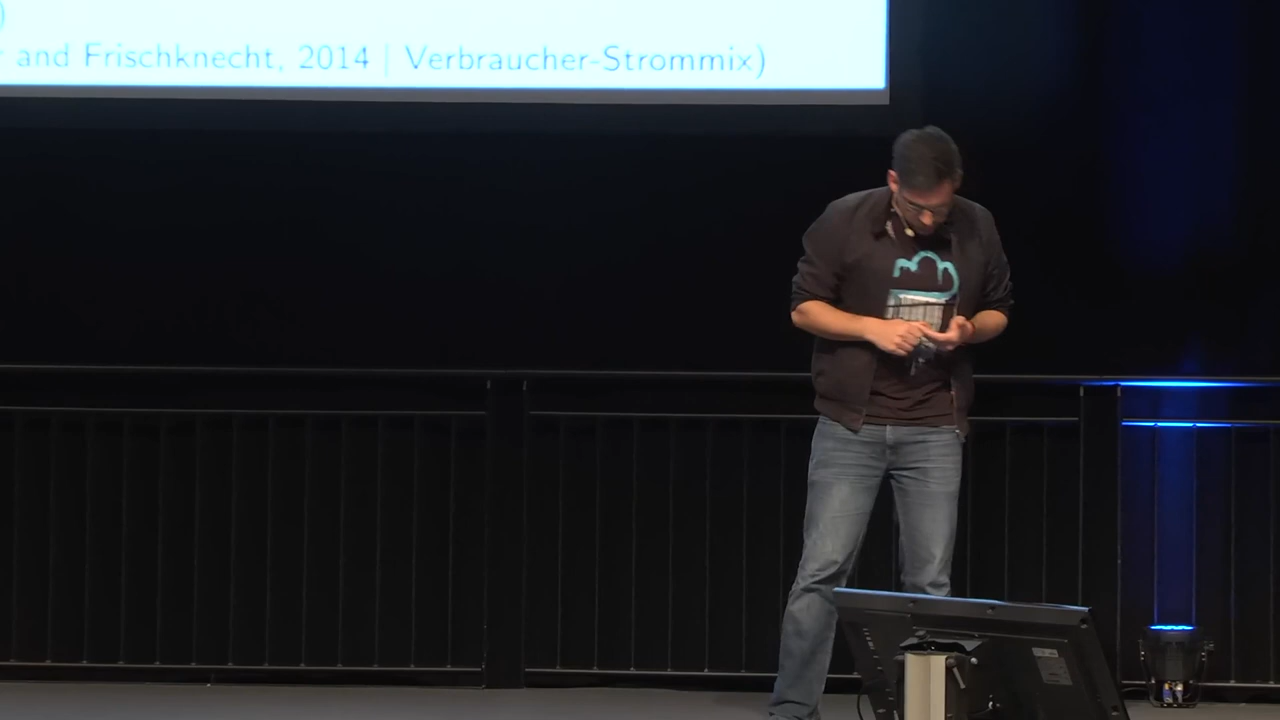 )
and Frischknecht, 2014 | Verbraucher-Strommix)